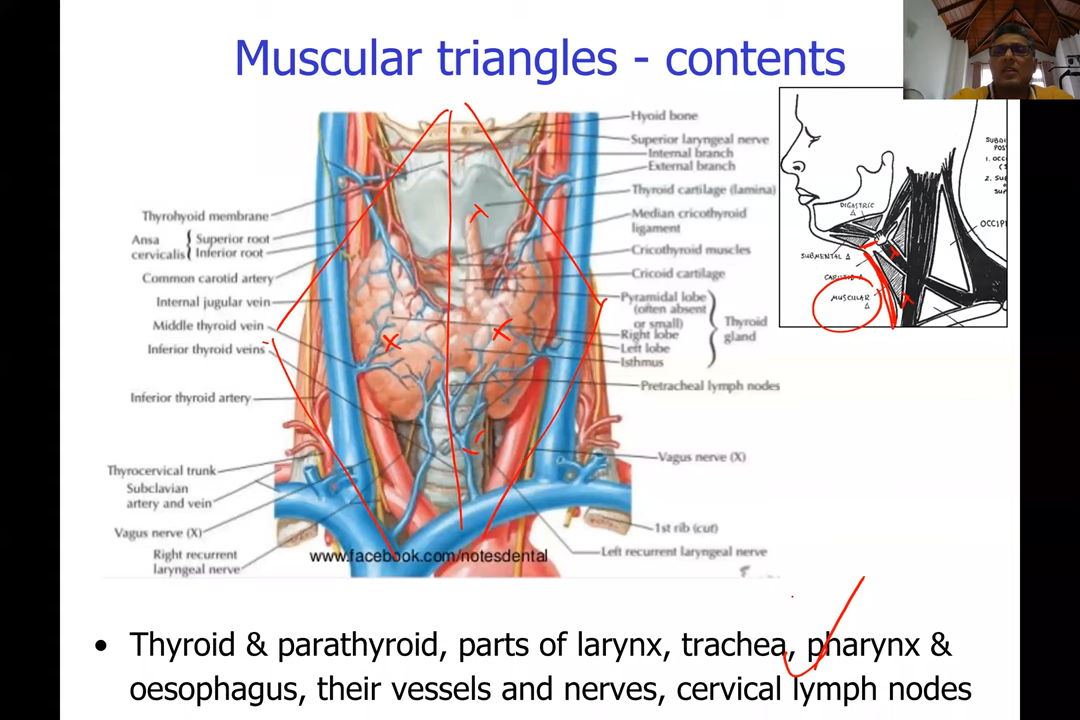 Muscular triangles - contents
Hyoid bone
Superior laryngeal nerve
Internal branch
External branch
Thyroid cartilage (lamina)
Median cricothyroid
ligament
Cricothyroid muscles
Cricoid cartilage
Pyramidal lobe
(often absent
or small)
Right lobe
Left lobe
Isthmus
Thyroid
gland
Pretracheal lymph nodes
Vagus nerve (X)
1st rib (cut)
Left recurrent laryngeal nerve
Thyrohyoid membrane
Ansa
cervicalis
Superior root
Inferior root
Common carotid artery
Internal jugular vein
Middle thyroid vein
Inferior thyroid veins
Inferior thyroid artery
Thyrocervical trunk
Subclavian
artery and vein
Vagus nerve (X)
Right recurrent
laryngeal nerve
www.facebook.com/notesdental
DIGASTRIC
Δ
SUBMENTAL Δ
CAROTID Δ
MUSCULAR
Δ
1. OCC
2. SU
OCCIPI
• Thyroid & parathyroid, parts of larynx, trachea, pharynx &
oesophagus, their vessels and nerves, cervical lymph nodes